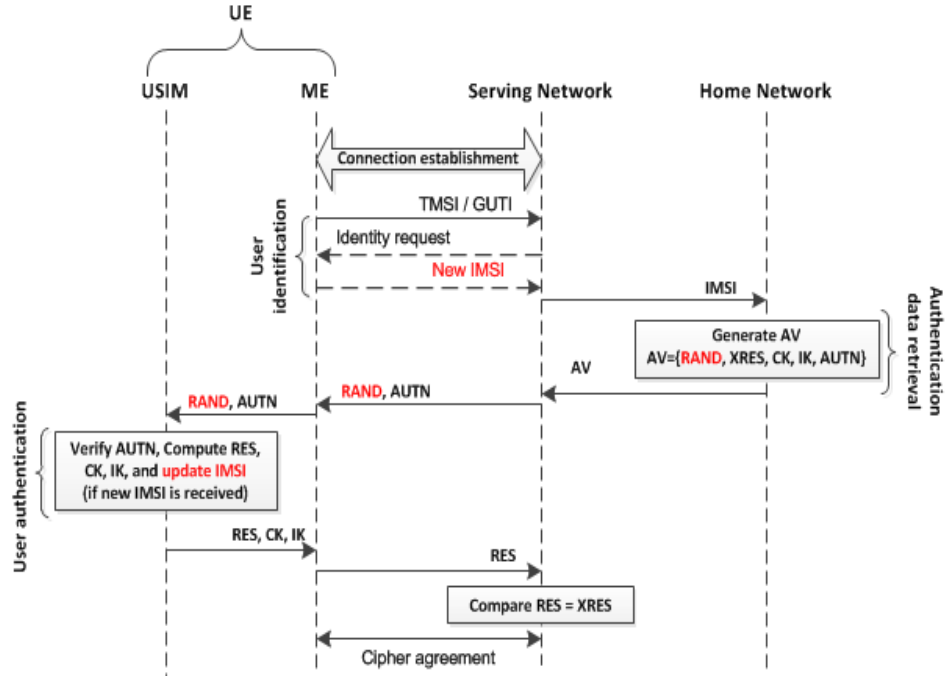 UE
USIM
ME
Serving Network
Home Network
Connection establishment
TMSI / GUTI
User
identification
Identity request
New IMSI
IMSI
Authentication
data retrieval
Generate AV
AV={RAND, XRES, CK, IK, AUTN}
AV
RAND, AUTN
RAND, AUTN
User authentication
Verify AUTN, Compute RES,
CK, IK, and update IMSI
(if new IMSI is received)
RES, CK, IK
RES
Compare RES = XRES
Cipher agreement